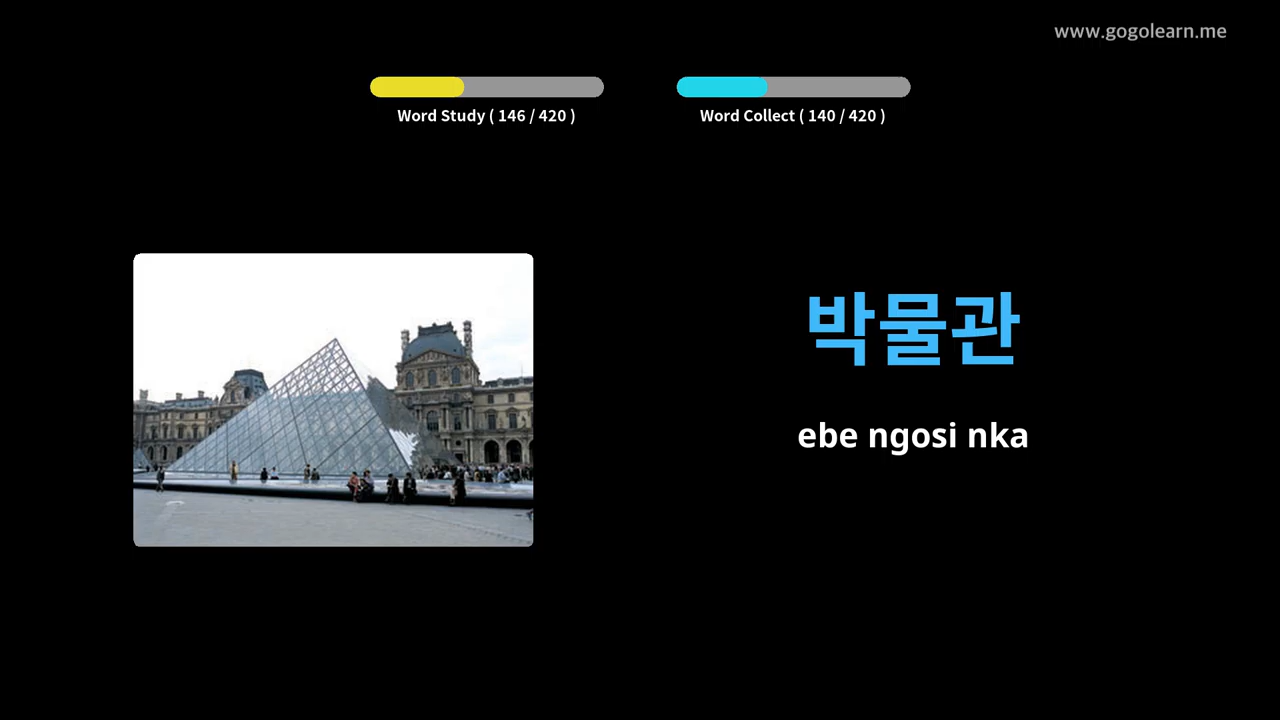 www.gogolearn.me
Word Study ( 146 / 420 )
Word Collect ( 140 / 420 )
박물관
ebe ngosi nka